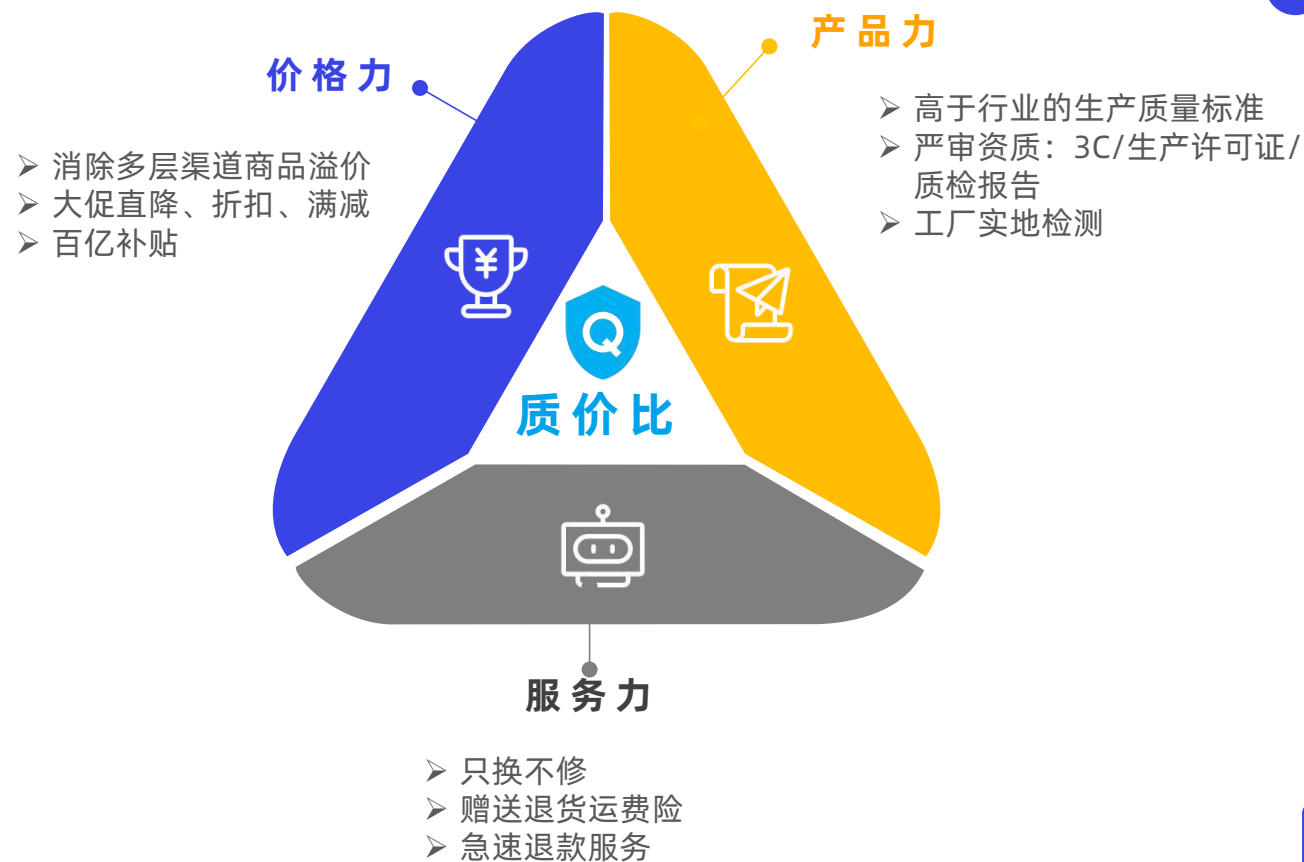 价格力
消除多层渠道商品溢价
大促直降、折扣、满减
百亿补贴
产品力
高于行业的生产质量标准
严审资质：3C/生产许可证/
质检报告
工厂实地检测
¥
Q
质价比
服务力
只换不修
赠送退货运费险
急速退款服务